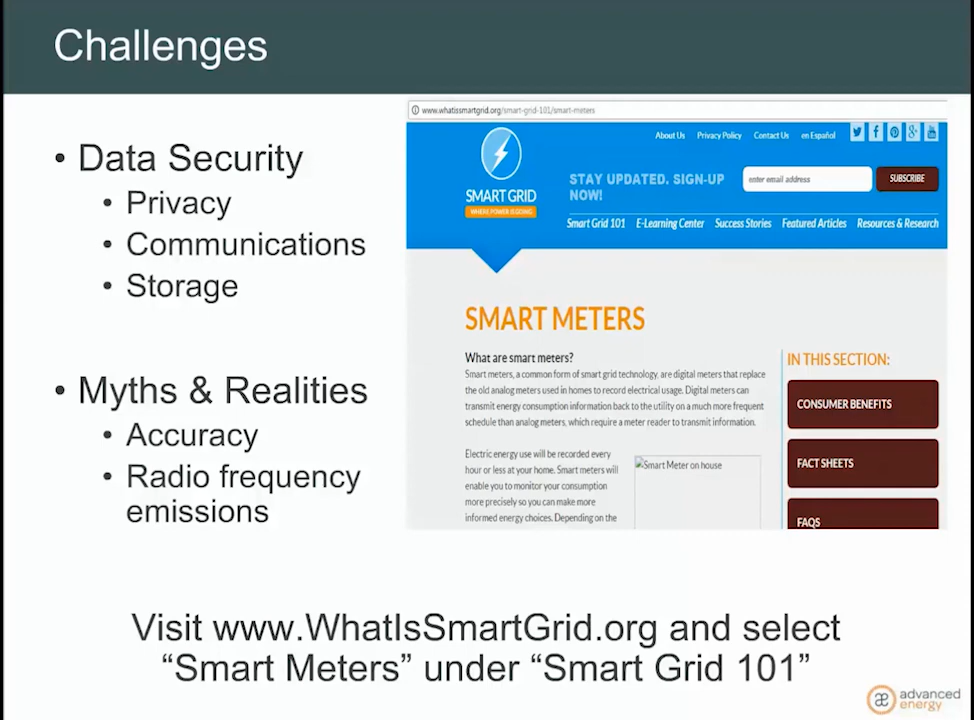 Challenges
• Data Security
• Privacy
• Communications
• Storage
• Myths & Realities
• Accuracy
• Radio frequency
emissions
www.whatissmartgrid.org/smart-grid-101/smart-meters
About Us Privacy Policy Contact Us en Español
SMART GRID
WHERE POWER IS GOING
STAY UPDATED. SIGN-UP
NOW!
enter email address
SUBSCRIBE
Smart Grid 101 E-Learning Center Success Stories Featured Articles Resources & Research
SMART METERS
What are smart meters?
Smart meters, a common form of smart grid technology, are digital meters that replace
the old analog meters used in homes to record electrical usage. Digital meters can
transmit energy consumption information back to the utility on a much more frequent
schedule than analog meters, which require a meter reader to transmit information.
Electric energy use will be recorded every
hour or less at your home. Smart meters will
enable you to monitor your consumption
more precisely so you can make more
informed energy choices. Depending on the
Smart Meter on house
IN THIS SECTION:
CONSUMER BENEFITS
FACT SHEETS
FAQS
Visit www.WhatIsSmartGrid.org and select
“Smart Meters” under “Smart Grid 101”
advanced
energy